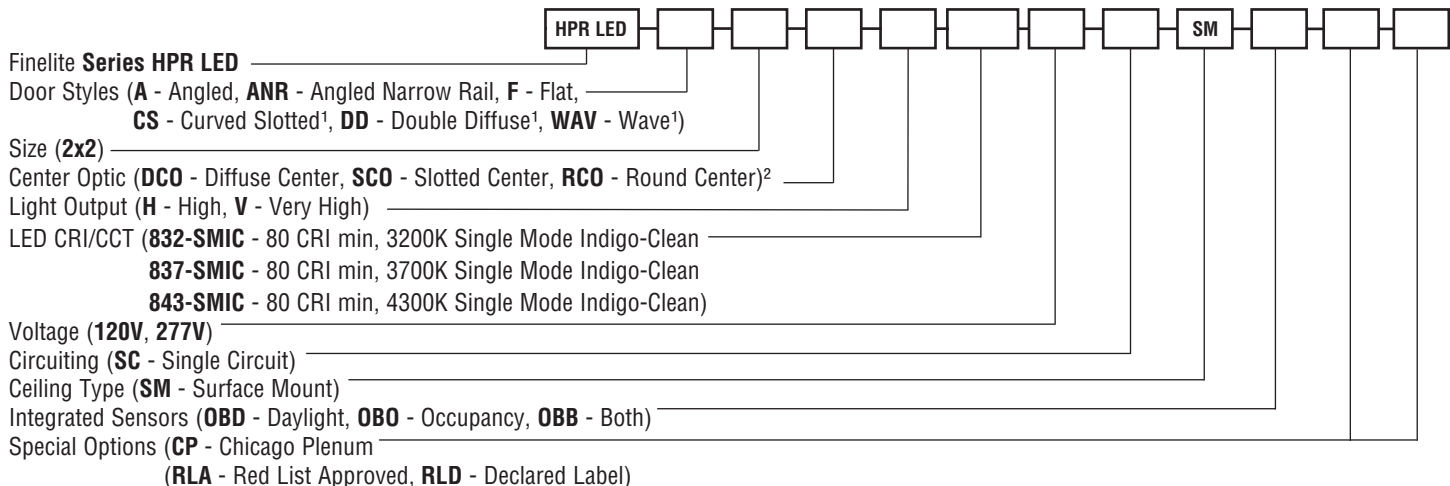 HPR LED SM
Finelite Series HPR LED
Door Styles (A - Angled, ANR - Angled Narrow Rail, F - Flat,
CS - Curved Slotted¹, DD - Double Diffuse¹, WAV - Wave¹)
Size (2x2)
Center Optic (DCO - Diffuse Center, SCO - Slotted Center, RCO - Round Center)²
Light Output (H - High, V - Very High)
LED CRI/CCT (832-SMIC - 80 CRI min, 3200K Single Mode Indigo-Clean
837-SMIC - 80 CRI min, 3700K Single Mode Indigo-Clean
843-SMIC - 80 CRI min, 4300K Single Mode Indigo-Clean)
Voltage (120V, 277V)
Circuiting (SC - Single Circuit)
Ceiling Type (SM - Surface Mount)
Integrated Sensors (OBD - Daylight, OBO - Occupancy, OBB - Both)
Special Options (CP - Chicago Plenum
(RLA - Red List Approved, RLD - Declared Label)